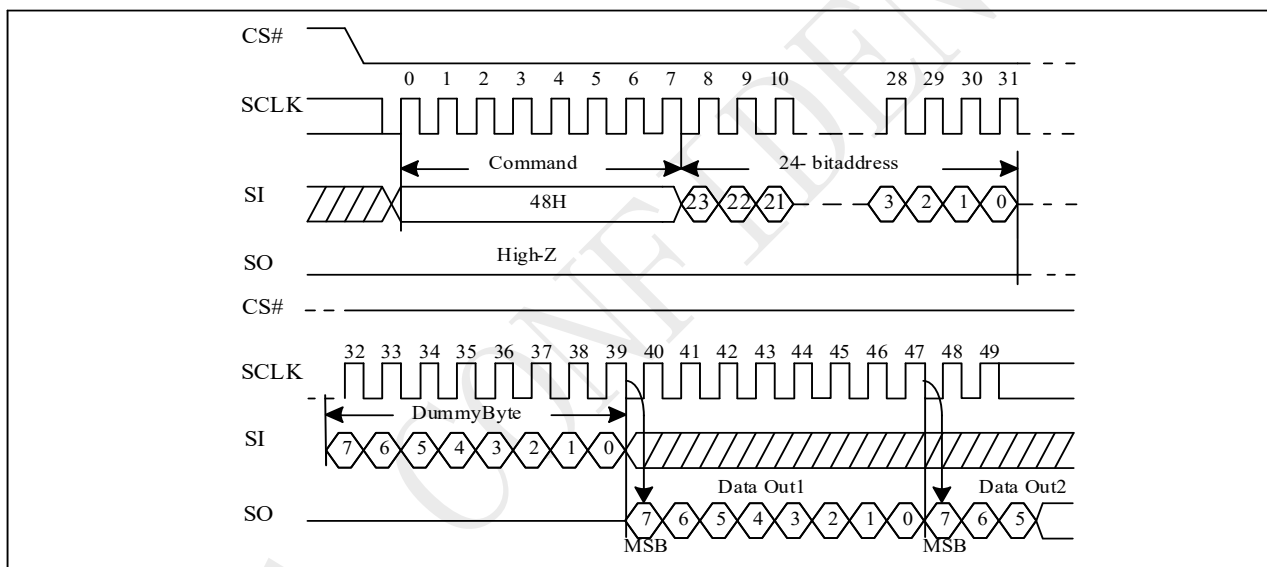 CS#
0 1 2 3 4 5 6 7 8 9 10 28 29 30 31
SCLK
Command 24- bitaddress
SI 48H 23 22 21 3 2 1 0
High-Z
SO
CS#
32 33 34 35 36 37 38 39 40 41 42 43 44 45 46 47 48 49
SCLK
DummyByte
SI 7 6 5 4 3 2 1 0
Data Out1 Data Out2
SO 7 6 5 4 3 2 1 0 7 6 5
MSB MSB
CONFIDEN